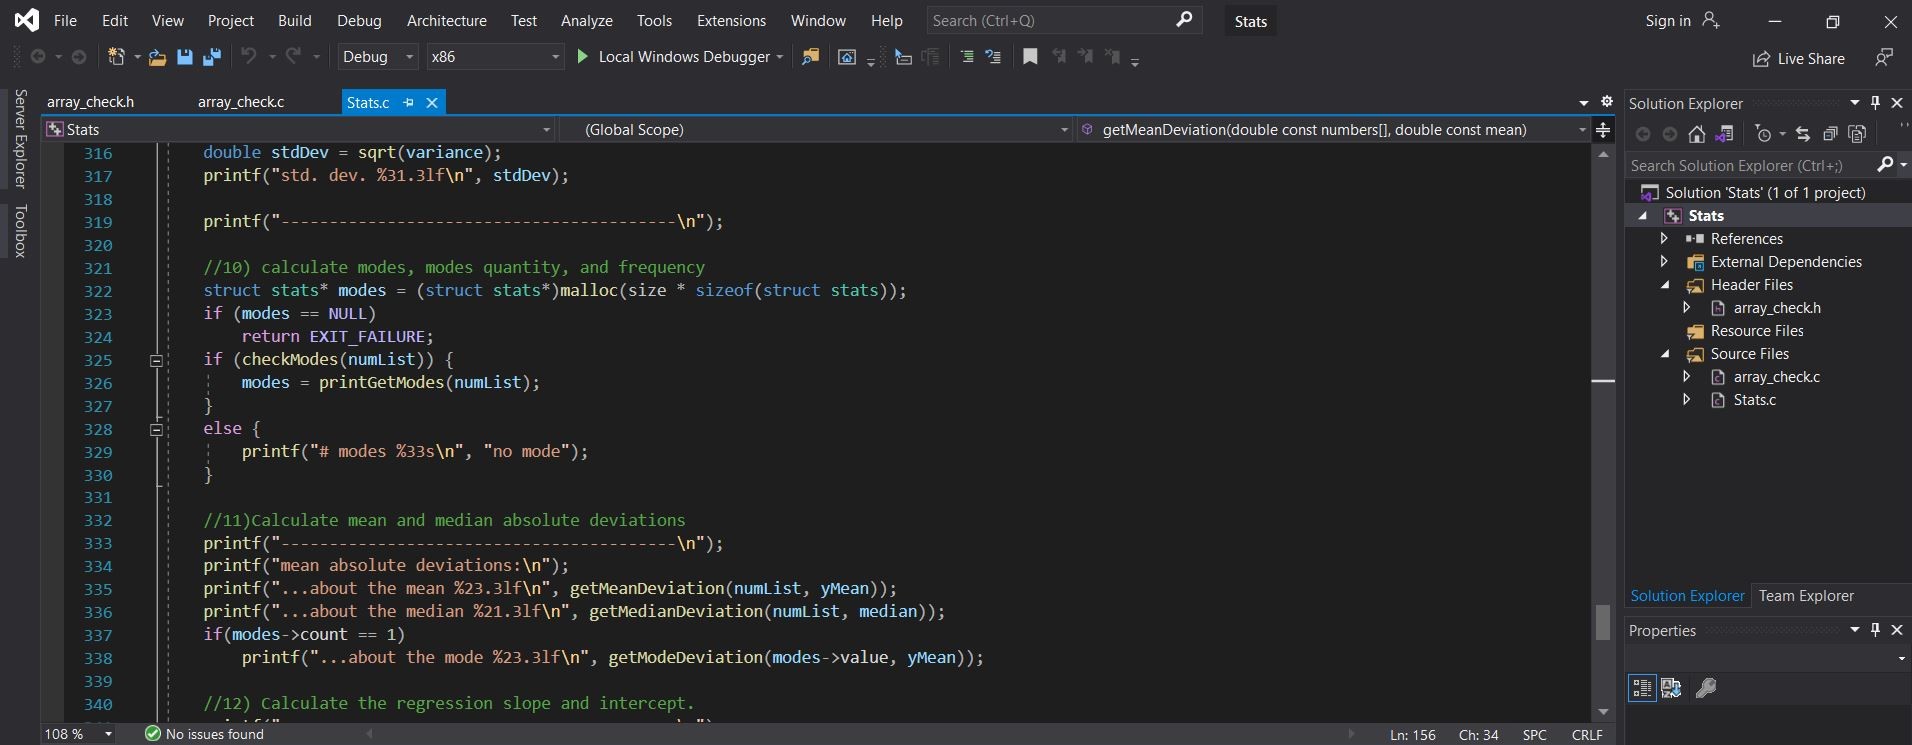 File Edit View Project Build Debug Architecture Test Analyze Tools Extensions Window Help Search (Ctrl+Q) Stats Sign in
Debug x86 Local Windows Debugger Live Share
Server Explorer
Toolbox
array_check.h array_check.c Stats.c
Stats (Global Scope) getMeanDeviation(double const numbers[], double const mean)
316 double stdDev = sqrt(variance);
317 printf("std. dev. %31.3lf\n", stdDev);
318
319 printf("-----------------------------------------\n");
320
321 //10) calculate modes, modes quantity, and frequency
322 struct stats* modes = (struct stats*)malloc(size * sizeof(struct stats));
323 if (modes == NULL)
324 return EXIT_FAILURE;
325 if (checkModes(numList)) {
326 modes = printGetModes(numList);
327 }
328 else {
329 printf("# modes %33s\n", "no mode");
330 }
331
332 //11)Calculate mean and median absolute deviations
333 printf("-----------------------------------------\n");
334 printf("mean absolute deviations:\n");
335 printf("...about the mean %23.3lf\n", getMeanDeviation(numList, yMean));
336 printf("...about the median %21.3lf\n", getMedianDeviation(numList, median));
337 if(modes->count == 1)
338 printf("...about the mode %23.3lf\n", getModeDeviation(modes->value, yMean));
339
340 //12) Calculate the regression slope and intercept.
108 % No issues found Ln: 156 Ch: 34 SPC CRLF
Solution Explorer
Search Solution Explorer (Ctrl+;)
Solution 'Stats' (1 of 1 project)
Stats
References
External Dependencies
Header Files
array_check.h
Resource Files
Source Files
array_check.c
Stats.c
Solution Explorer Team Explorer
Properties